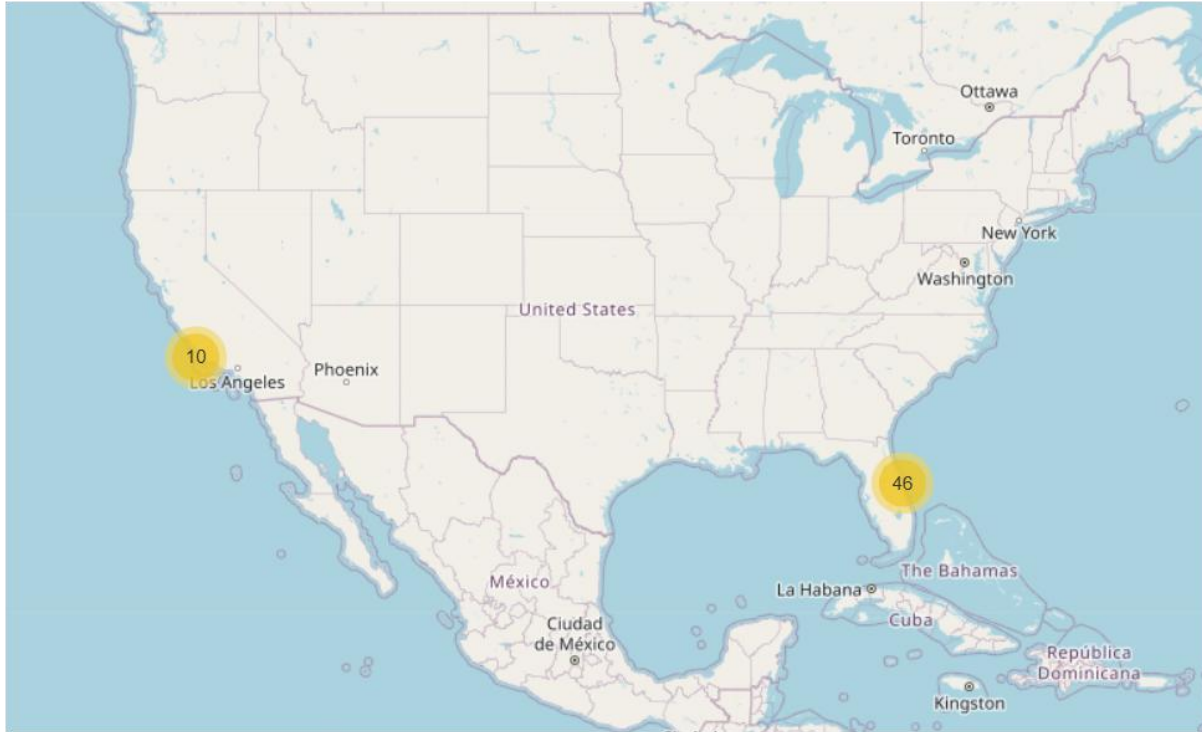 Ottawa
Toronto
New York
Washington
United States
10
Los Angeles
Phoenix
46
The Bahamas
México
La Habana
Cuba
Ciudad
de México
República
Dominicana
Kingston